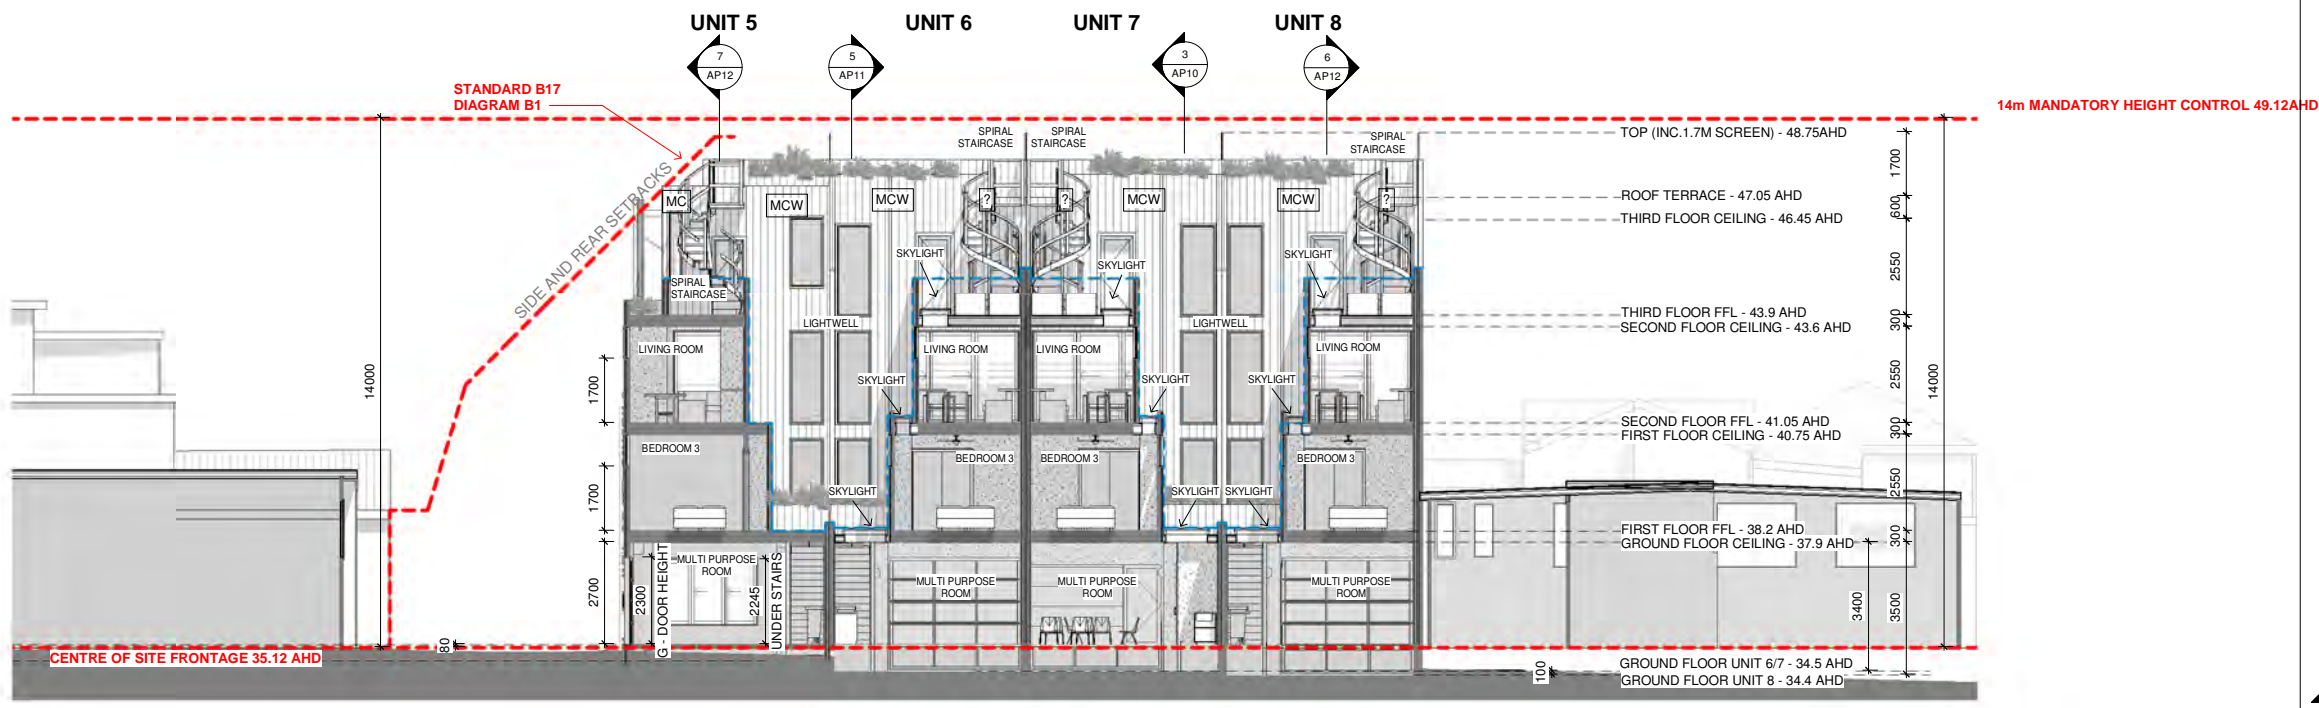 UNIT 5
UNIT 6
UNIT 7
UNIT 8
7
AP12
5
AP11
3
AP10
6
AP12
STANDARD B17
DIAGRAM B1
14m MANDATORY HEIGHT CONTROL 49.12AHD
SPIRAL
STAIRCASE
SPIRAL
STAIRCASE
SPIRAL
STAIRCASE
TOP (INC.1.7M SCREEN) - 48.75AHD
1700
SIDE AND REAR SETBACKS
MC
MCW
MCW
?
?
MCW
MCW
?
ROOF TERRACE - 47.05 AHD
600
THIRD FLOOR CEILING - 46.45 AHD
SKYLIGHT
SKYLIGHT
SKYLIGHT
2550
SPIRAL
STAIRCASE
LIGHTWELL
LIGHTWELL
THIRD FLOOR FFL - 43.9 AHD
300
SECOND FLOOR CEILING - 43.6 AHD
LIVING ROOM
LIVING ROOM
LIVING ROOM
LIVING ROOM
14000
1700
SKYLIGHT
SKYLIGHT
SKYLIGHT
2550
14000
SECOND FLOOR FFL - 41.05 AHD
300
FIRST FLOOR CEILING - 40.75 AHD
BEDROOM 3
BEDROOM 3
BEDROOM 3
BEDROOM 3
1700
SKYLIGHT
SKYLIGHT
SKYLIGHT
2550
FIRST FLOOR FFL - 38.2 AHD
300
GROUND FLOOR CEILING - 37.9 AHD
2700
2300
G - DOOR HEIGHT
MULTI PURPOSE
ROOM
2245
UNDER STAIRS
MULTI PURPOSE
ROOM
MULTI PURPOSE
ROOM
MULTI PURPOSE
ROOM
3400
3500
80
CENTRE OF SITE FRONTAGE 35.12 AHD
100
GROUND FLOOR UNIT 6/7 - 34.5 AHD
GROUND FLOOR UNIT 8 - 34.4 AHD